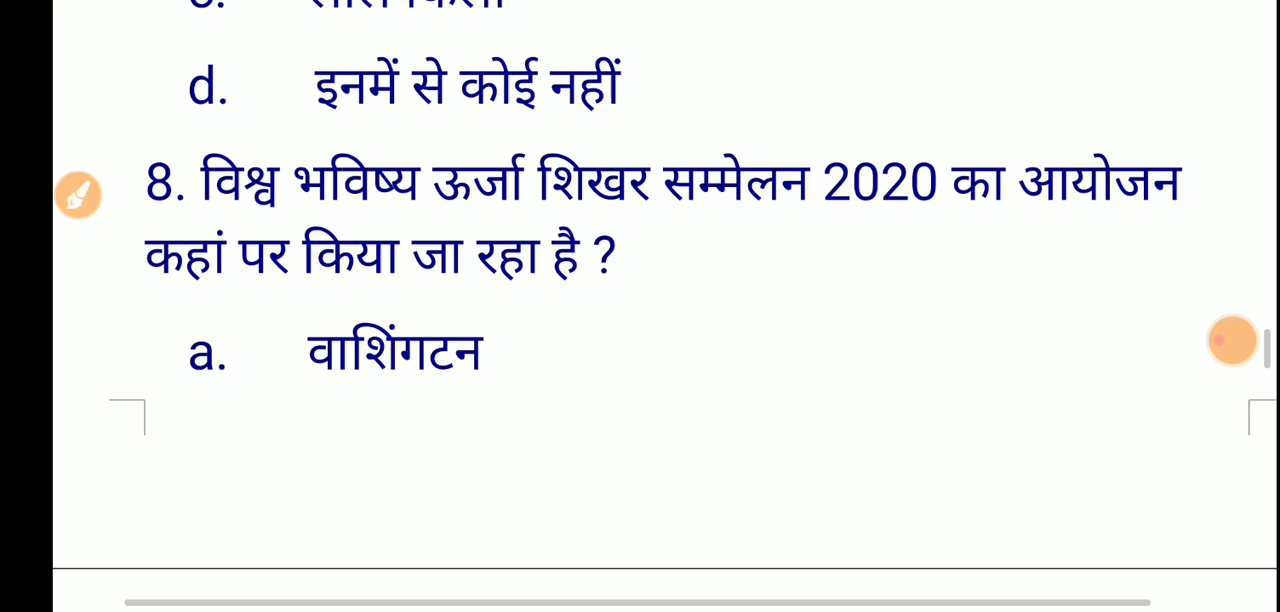 d. इनमें से कोई नहीं
8. विश्व भविष्य ऊर्जा शिखर सम्मेलन 2020 का आयोजन
कहां पर किया जा रहा है ?
a. वाशिंगटन